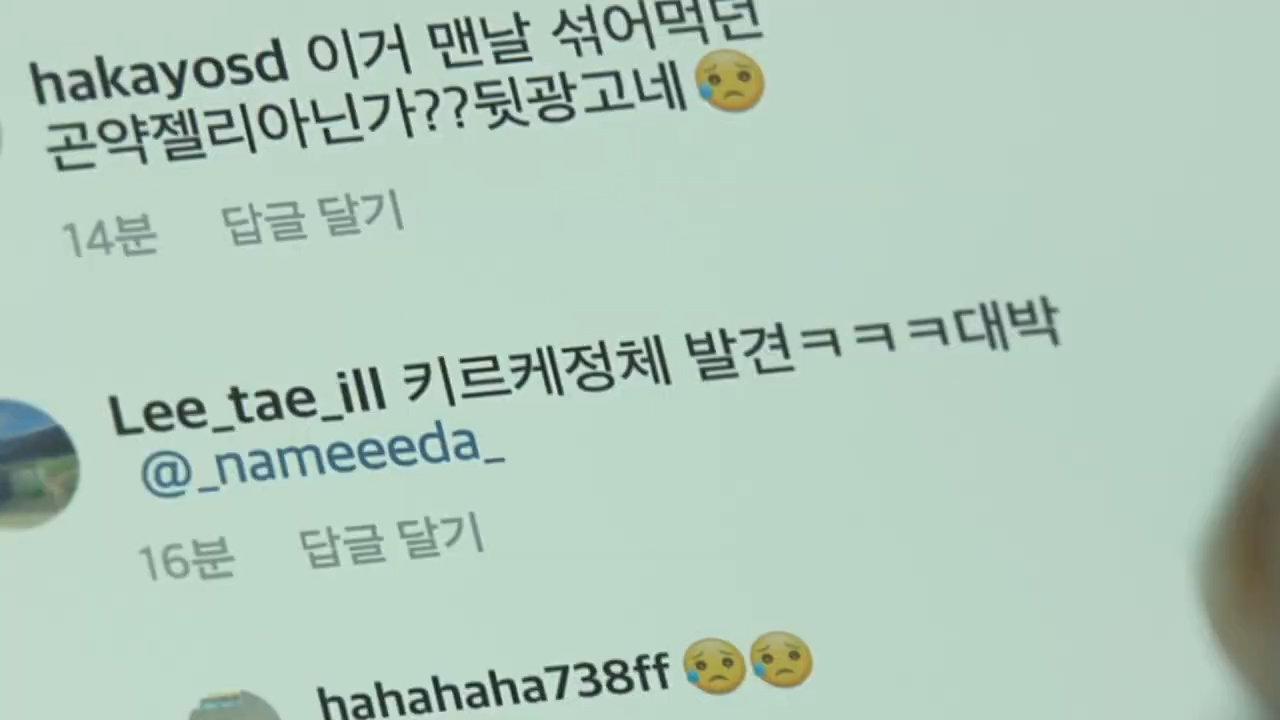 hakayosd 이거 맨날 섞어먹던
곤약젤리아닌가??뒷광고네😥
14분 답글 달기
Lee_tae_ill 키르케정체 발견ㅋㅋㅋ대박
@_nameeeda_
16분 답글 달기
hahahaha738ff 😥😥